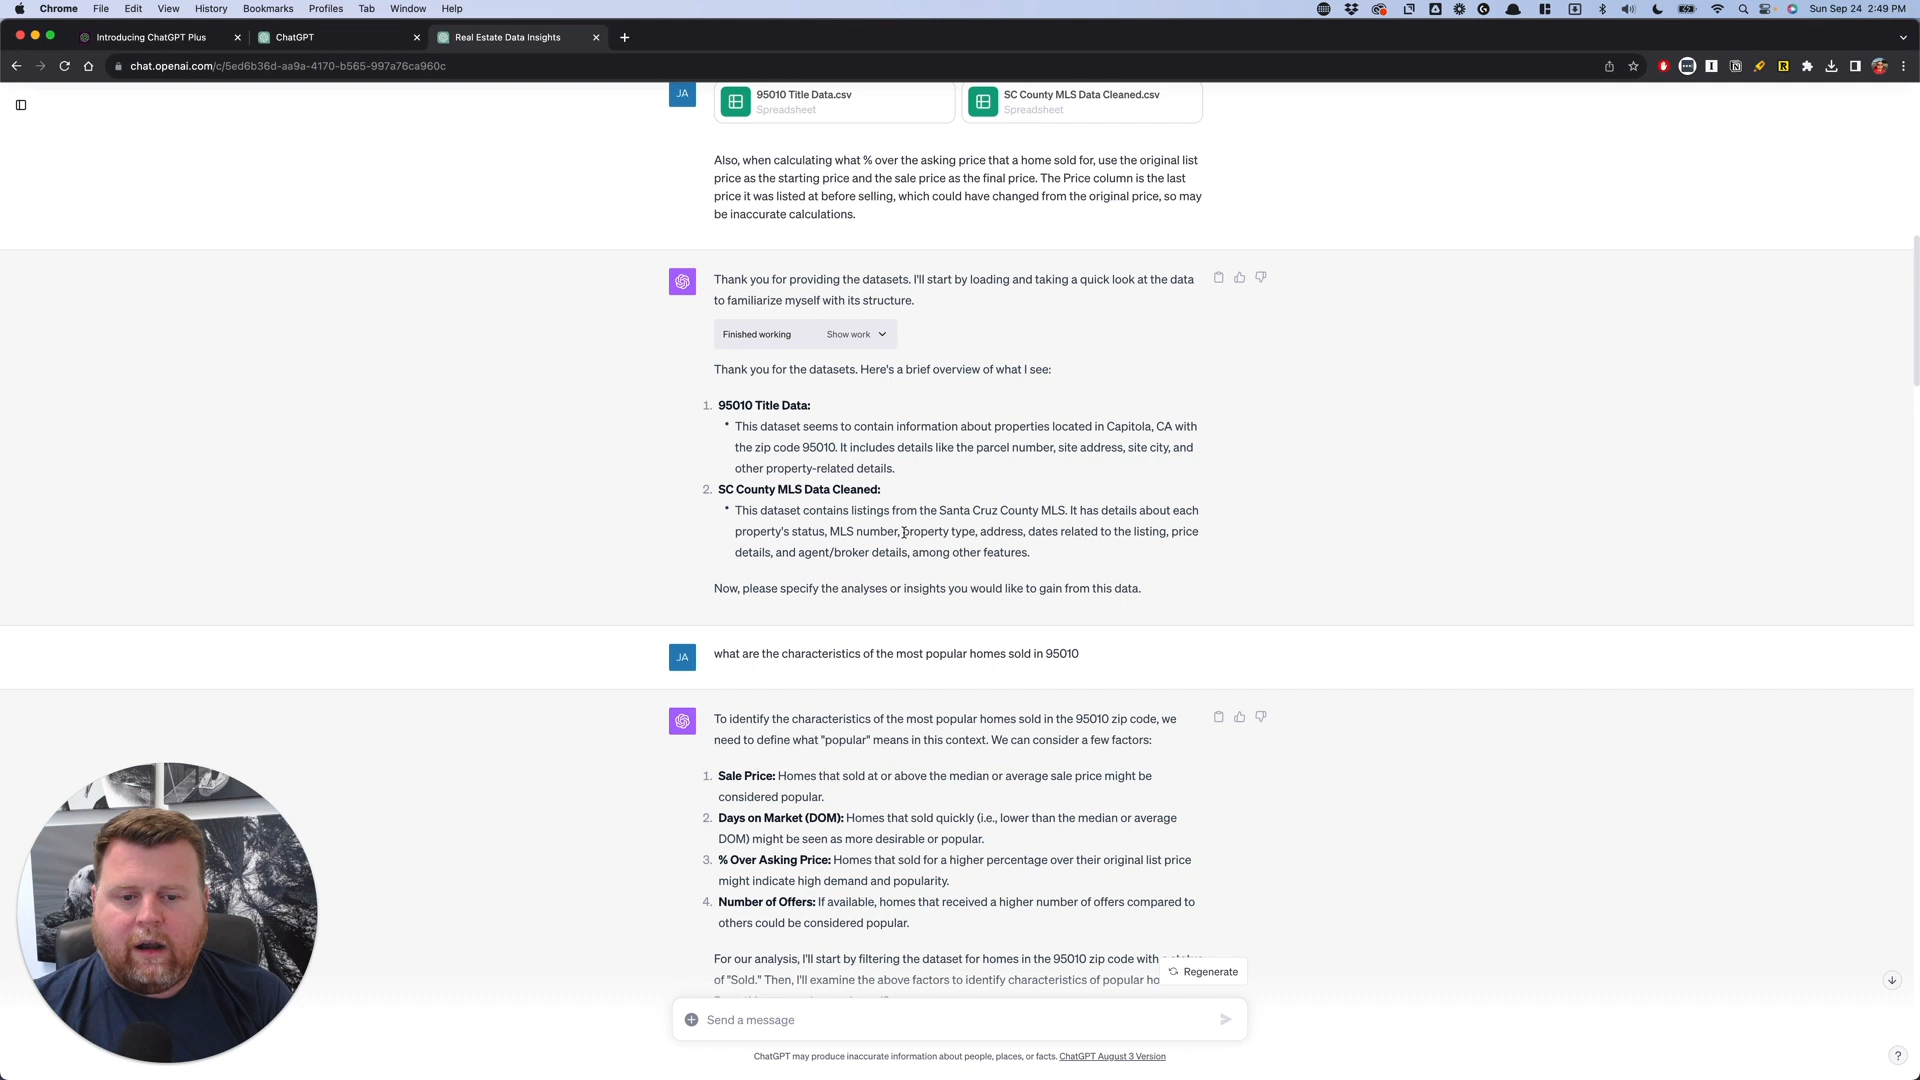 Chrome File Edit View History Bookmarks Profiles Tab Window Help Sun Sep 24 2:49 PM
Introducing ChatGPT Plus ChatGPT Real Estate Data Insights
chat.openai.com/c/5ed6b36d-aa9a-4170-b565-997a76ca960c
JA
95010 Title Data.csv
Spreadsheet
SC County MLS Data Cleaned.csv
Spreadsheet
Also, when calculating what % over the asking price that a home sold for, use the original list
price as the starting price and the sale price as the final price. The Price column is the last
price it was listed at before selling, which could have changed from the original price, so may
be inaccurate calculations.
Thank you for providing the datasets. I'll start by loading and taking a quick look at the data
to familiarize myself with its structure.
Finished working Show work
Thank you for the datasets. Here's a brief overview of what I see:
1. 95010 Title Data:
• This dataset seems to contain information about properties located in Capitola, CA with
the zip code 95010. It includes details like the parcel number, site address, site city, and
other property-related details.
2. SC County MLS Data Cleaned:
• This dataset contains listings from the Santa Cruz County MLS. It has details about each
property's status, MLS number, property type, address, dates related to the listing, price
details, and agent/broker details, among other features.
Now, please specify the analyses or insights you would like to gain from this data.
JA
what are the characteristics of the most popular homes sold in 95010
To identify the characteristics of the most popular homes sold in the 95010 zip code, we
need to define what "popular" means in this context. We can consider a few factors:
1. Sale Price: Homes that sold at or above the median or average sale price might be
considered popular.
2. Days on Market (DOM): Homes that sold quickly (i.e., lower than the median or average
DOM) might be seen as more desirable or popular.
3. % Over Asking Price: Homes that sold for a higher percentage over their original list price
might indicate high demand and popularity.
4. Number of Offers: If available, homes that received a higher number of offers compared to
others could be considered popular.
For our analysis, I'll start by filtering the dataset for homes in the 95010 zip code with
of "Sold." Then, I'll examine the above factors to identify characteristics of popular
Regenerate
Send a message
ChatGPT may produce inaccurate information about people, places, or facts. ChatGPT August 3 Version
?